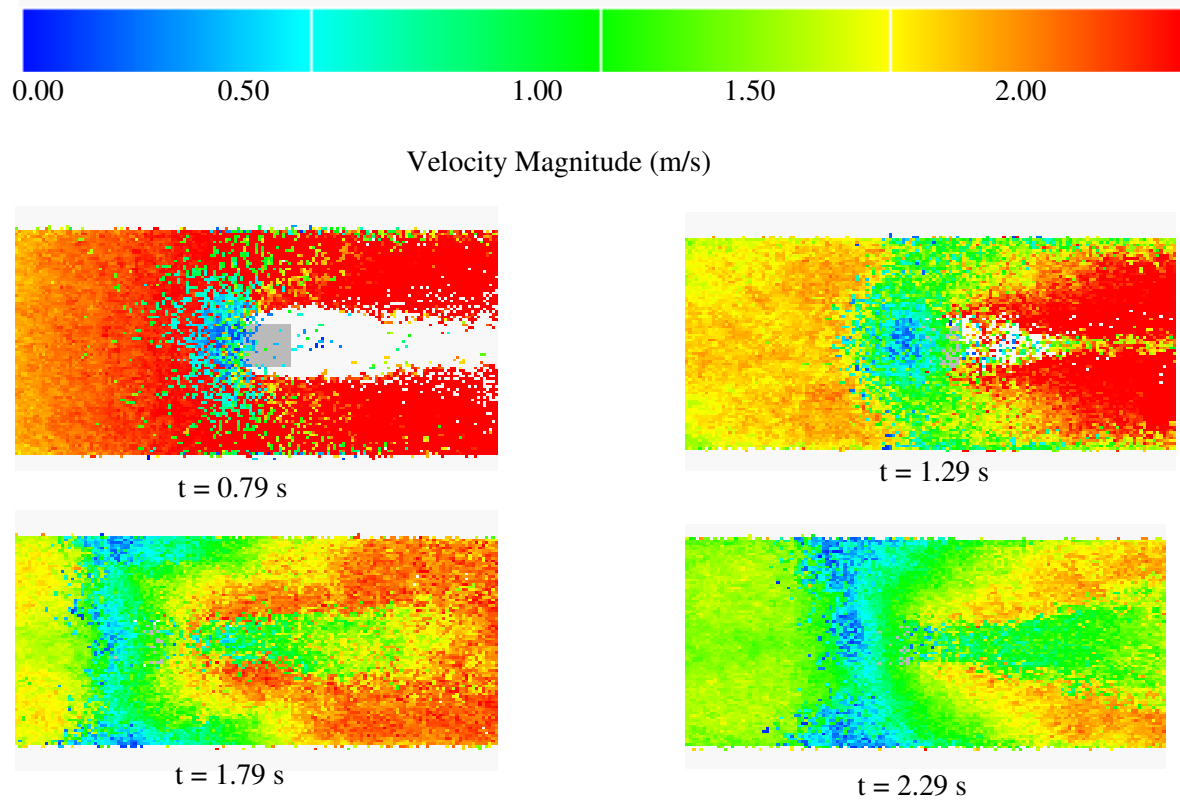 0.00 0.50 1.00 1.50 2.00
Velocity Magnitude (m/s)
t = 0.79 s
t = 1.29 s
t = 1.79 s
t = 2.29 s